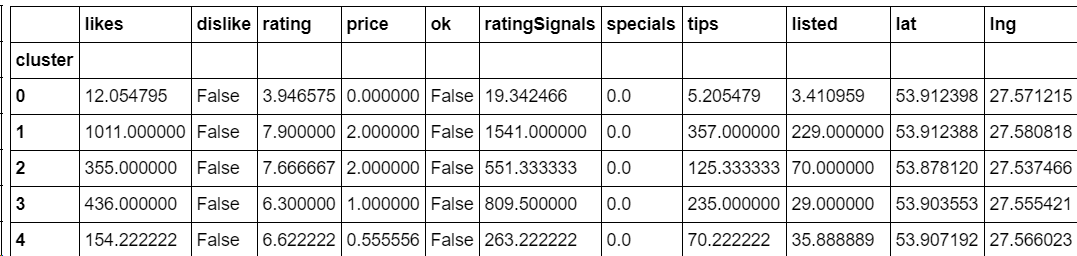 likes dislike rating price ok ratingSignals specials tips listed lat lng
cluster
0 12.054795 False 3.946575 0.000000 False 19.342466 0.0 5.205479 3.410959 53.912398 27.571215
1 1011.000000 False 7.900000 2.000000 False 1541.000000 0.0 357.000000 229.000000 53.912388 27.580818
2 355.000000 False 7.666667 2.000000 False 551.333333 0.0 125.333333 70.000000 53.878120 27.537466
3 436.000000 False 6.300000 1.000000 False 809.500000 0.0 235.000000 29.000000 53.903553 27.555421
4 154.222222 False 6.622222 0.555556 False 263.222222 0.0 70.222222 35.888889 53.907192 27.566023